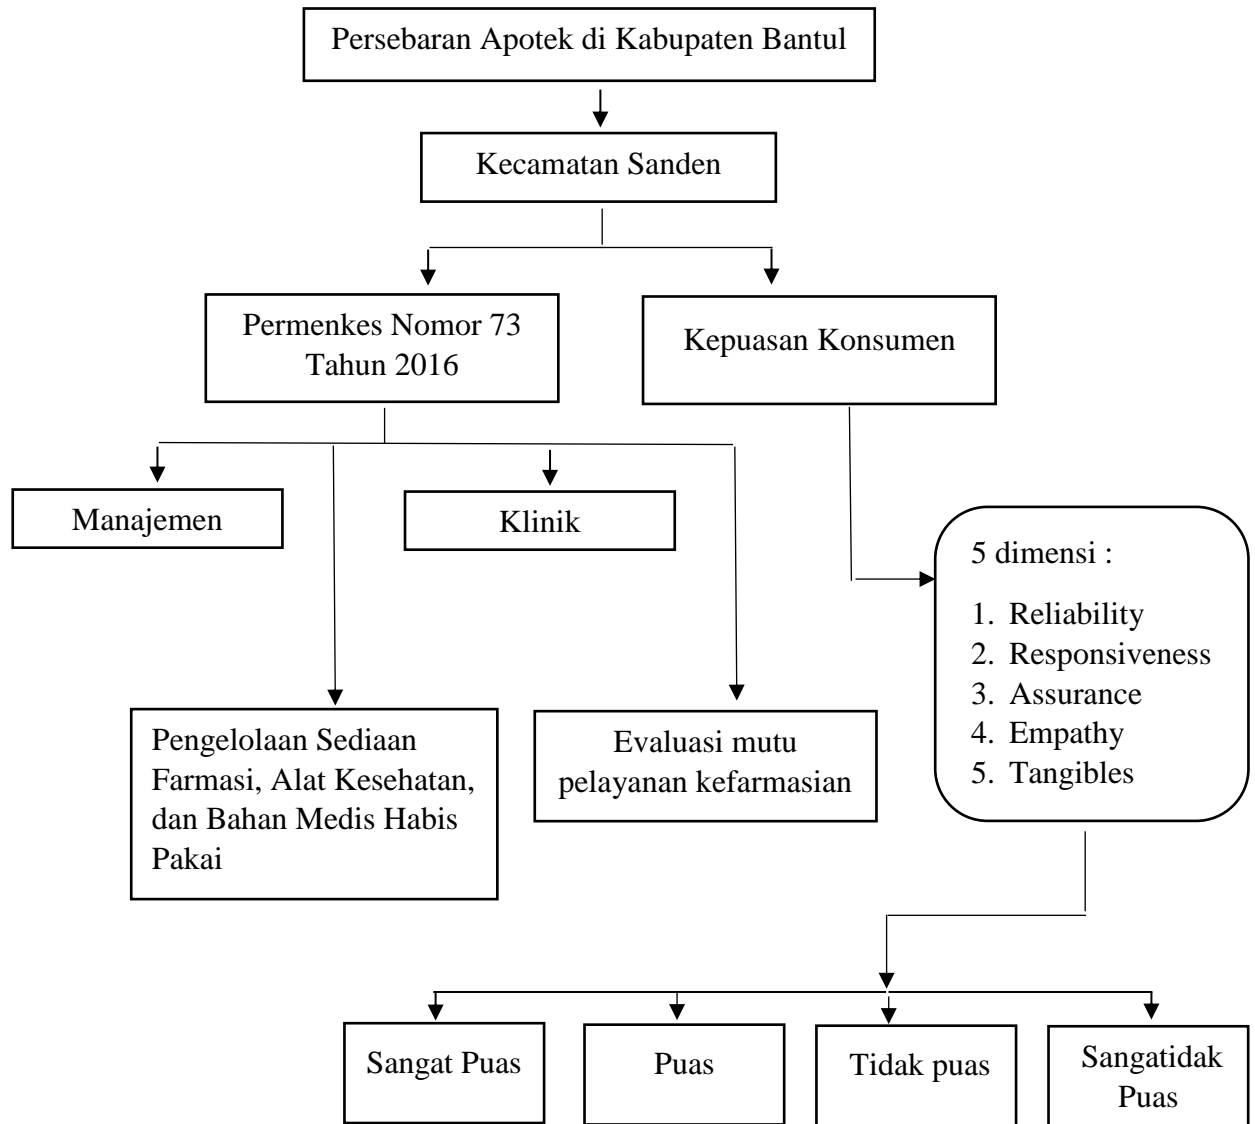 Persebaran Apotek di Kabupaten Bantul
Kecamatan Sanden
Permenkes Nomor 73
Tahun 2016
Kepuasan Konsumen
Manajemen
Klinik
5 dimensi :
1. Reliability
2. Responsiveness
3. Assurance
4. Empathy
5. Tangibles
Pengelolaan Sediaan
Farmasi, Alat Kesehatan,
dan Bahan Medis Habis
Pakai
Evaluasi mutu
pelayanan kefarmasian
Sangat Puas
Puas
Tidak puas
Sangatidak
Puas